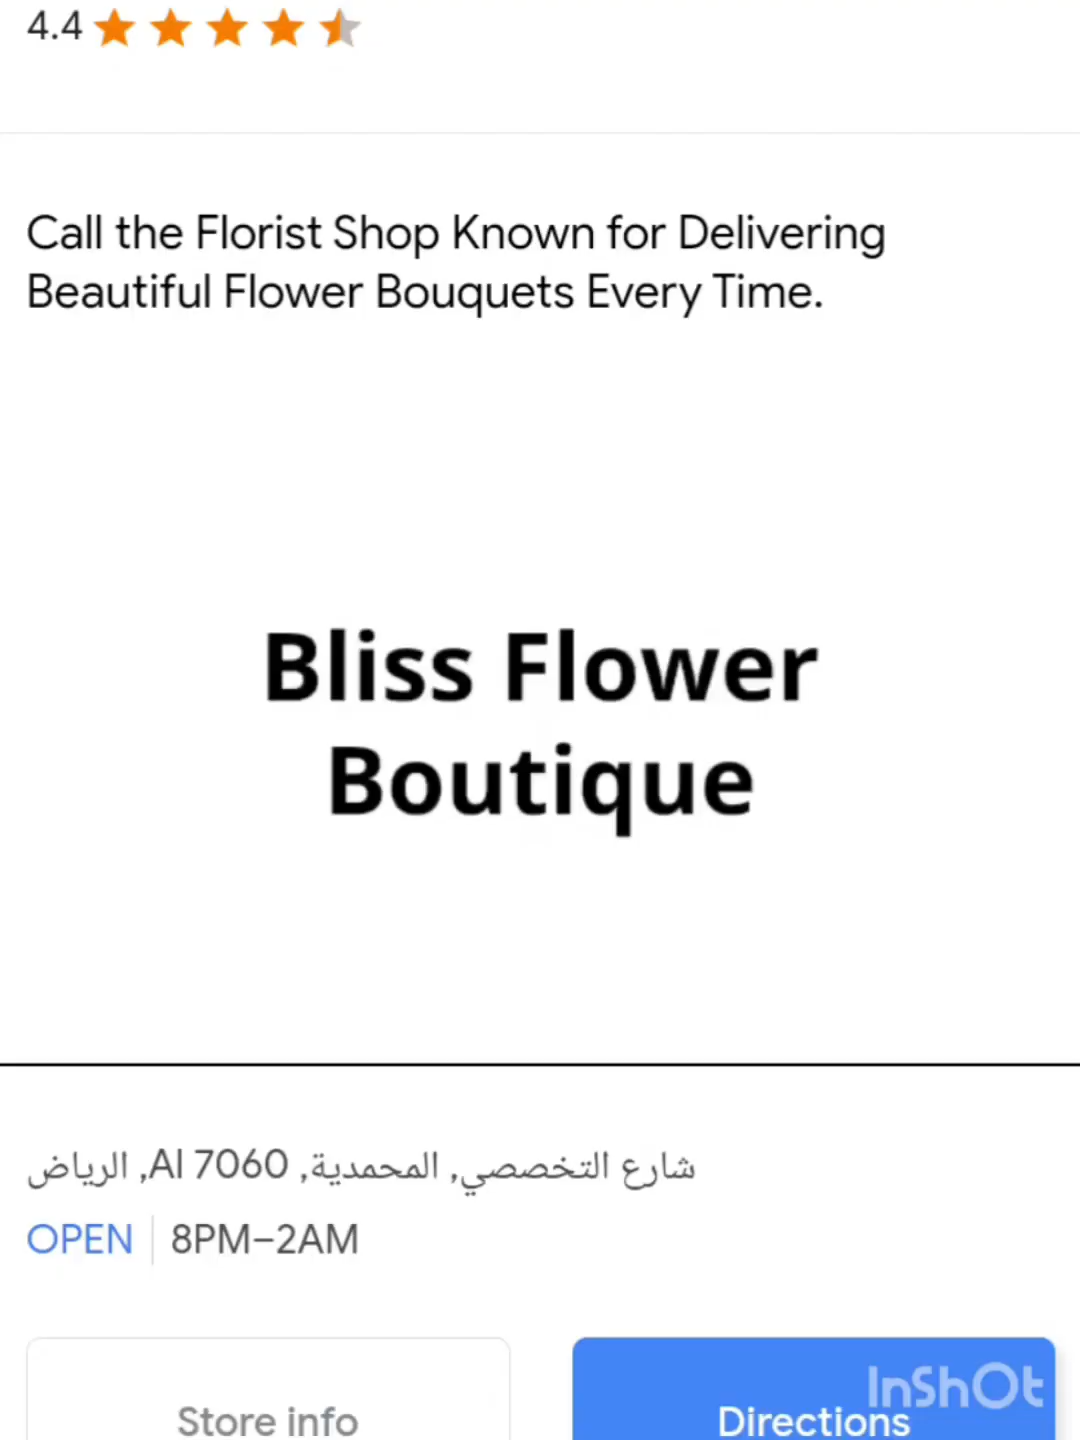 4.4
Call the Florist Shop Known for Delivering
Beautiful Flower Bouquets Every Time.
Bliss Flower
Boutique
شارع التخصصي, المحمدية, Al 7060, الرياض
OPEN 8PM–2AM
Store info
Directions
InShOt